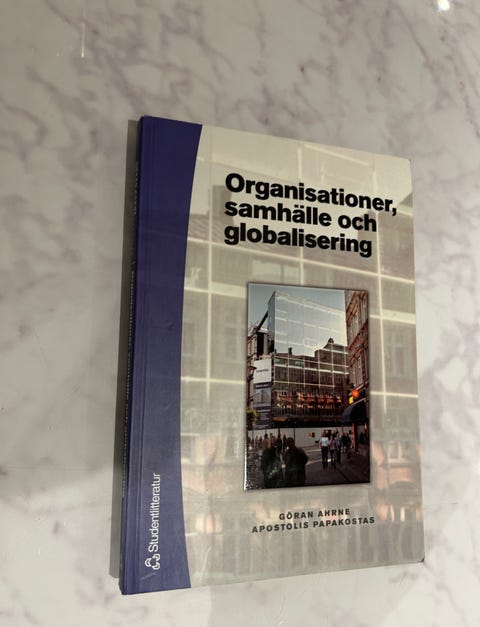 Organisationer,
samhälle och
globalisering
GÖRAN AHRNE
APOSTOLIS PAPAKOSTAS
Studentlitteratur